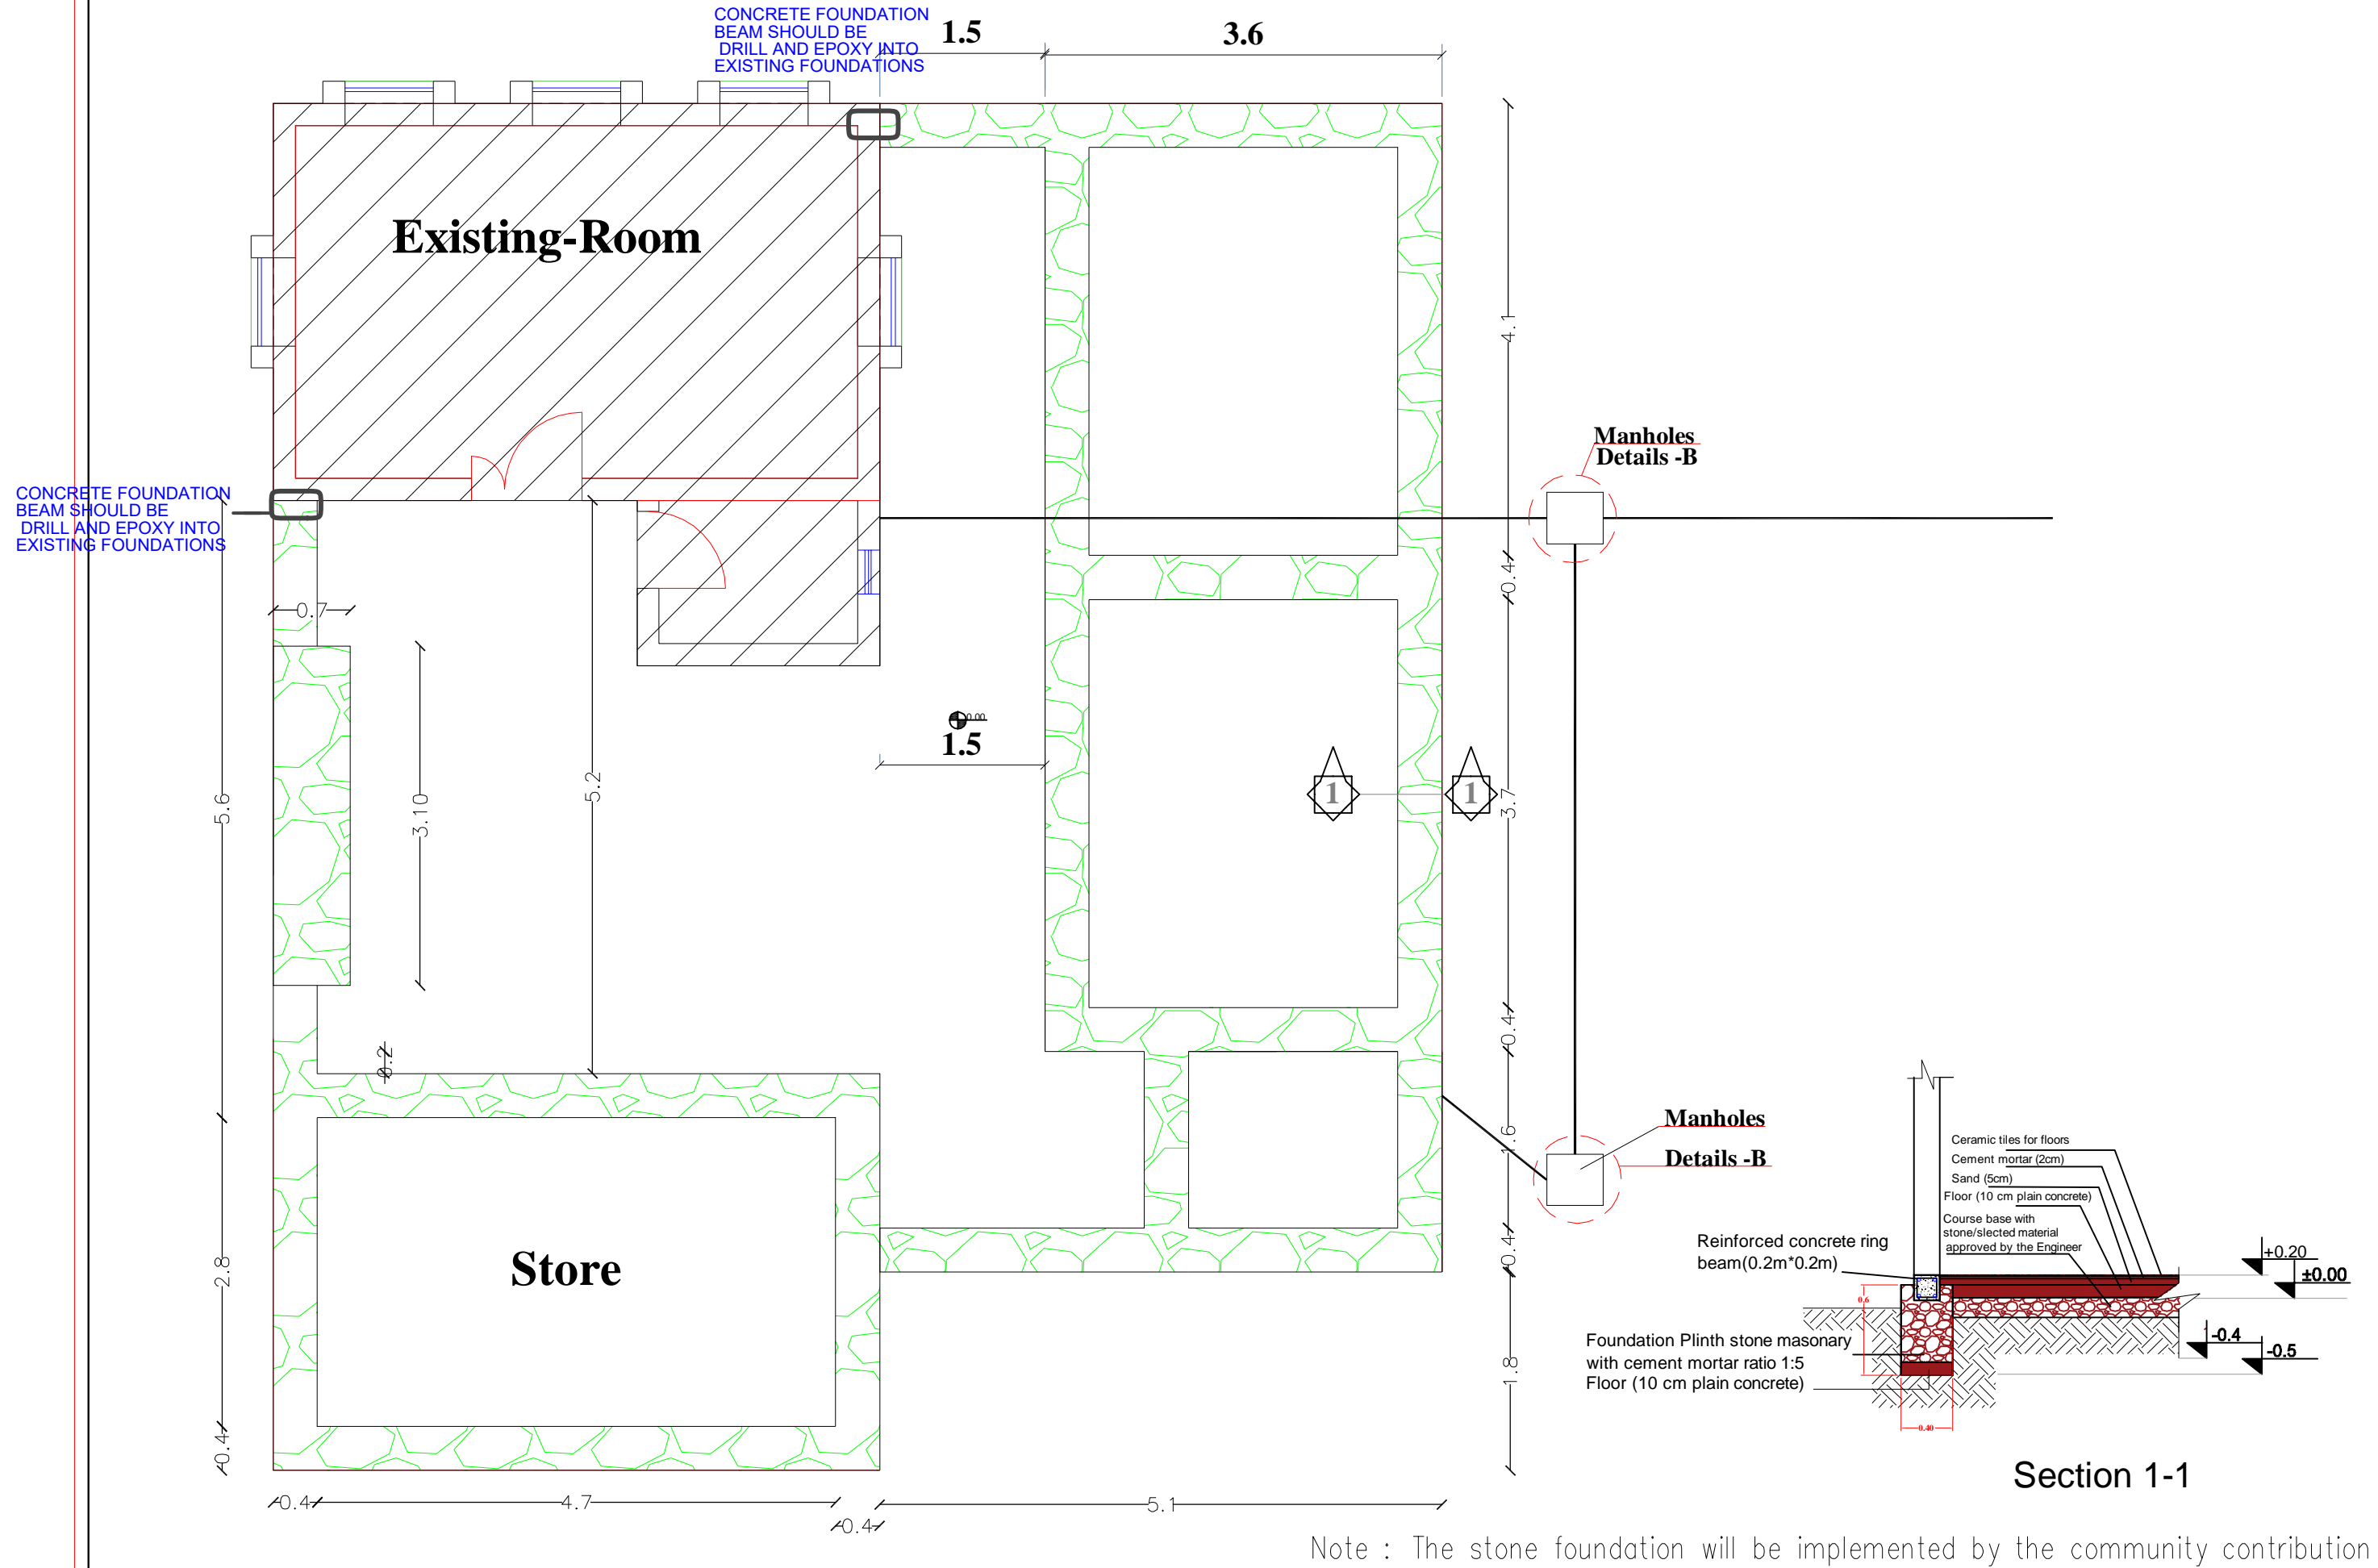 CONCRETE FOUNDATION
BEAM SHOULD BE
DRILL AND EPOXY INTO
EXISTING FOUNDATIONS
1.5
3.6
Existing-Room
4.1
Manholes
Details -B
CONCRETE FOUNDATION
BEAM SHOULD BE
DRILL AND EPOXY INTO
EXISTING FOUNDATIONS
0.4
0.7
0.00
1.5
5.6
3.10
5.2
1
1
3.7
0.4
0.2
1.6
Manholes
Details -B
Ceramic tiles for floors
Cement mortar (2cm)
Sand (5cm)
Floor (10 cm plain concrete)
Course base with
stone/slected material
approved by the Engineer
Reinforced concrete ring
beam(0.2m*0.2m)
+0.20
±0.00
0.6
-0.4
-0.5
Foundation Plinth stone masonary
with cement mortar ratio 1:5
Floor (10 cm plain concrete)
0.40
Section 1-1
0.4
2.8
Store
1.8
0.4
0.4
4.7
0.4
5.1
Note : The stone foundation will be implemented by the community contribution